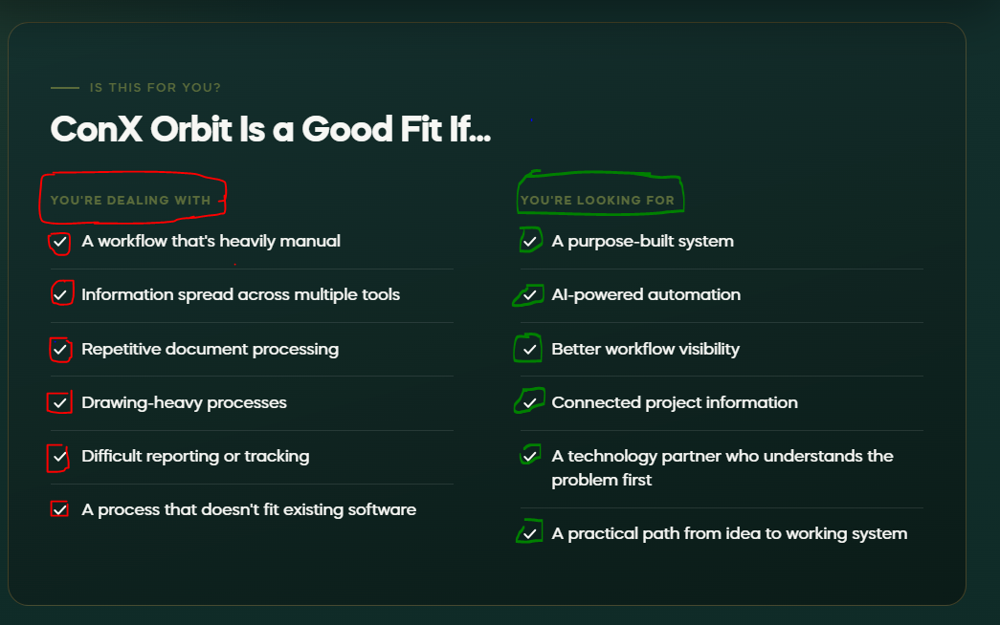 IS THIS FOR YOU?
ConX Orbit Is a Good Fit If...
YOU'RE DEALING WITH
A workflow that's heavily manual
Information spread across multiple tools
Repetitive document processing
Drawing-heavy processes
Difficult reporting or tracking
A process that doesn't fit existing software
YOU'RE LOOKING FOR
A purpose-built system
AI-powered automation
Better workflow visibility
Connected project information
A technology partner who understands the
problem first
A practical path from idea to working system